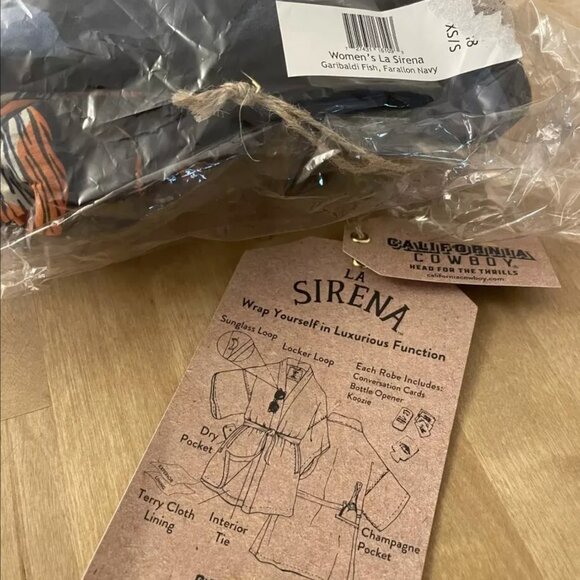 Women's La Sirena
Garibaldi Fish, Farallon Navy
XS|S
CALIFORNIA
COWBOY
HEAD FOR THE THRILLS
californiacowboy.com
LA
SIRENA
Wrap Yourself in Luxurious Function
Sunglass Loop
Locker Loop
Each Robe Includes:
Conversation Cards
Bottle Opener
Koozie
Dry
Pocket
Terry Cloth
Lining
Interior
Tie
Champagne
Pocket